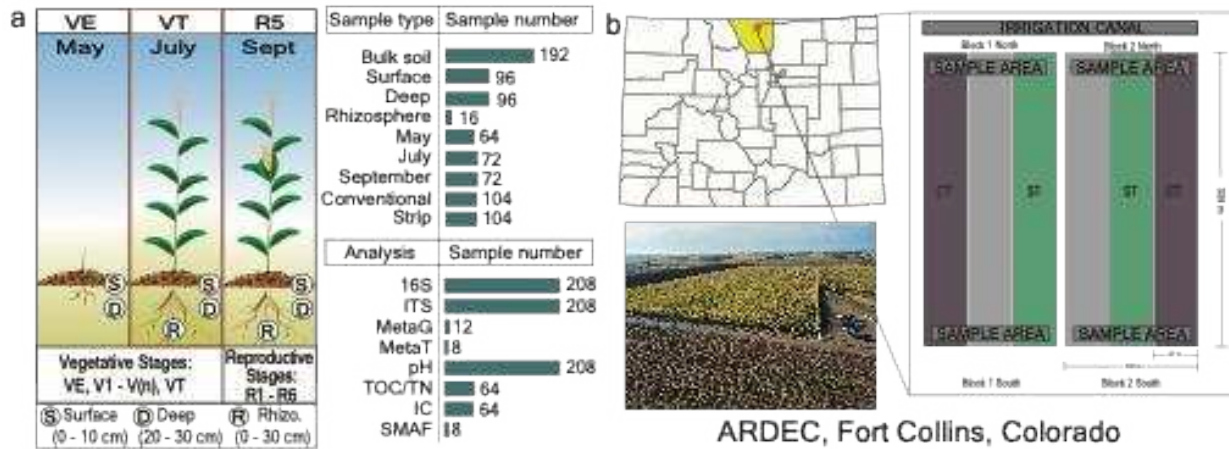 a
VE VT R5
May July Sept
S S
D D
R R
Vegetative Stages:
VE, V1 - V(n), VT
Reproductive
Stages:
R1 - R6
S Surface D Deep R Rhizo.
(0 - 10 cm) (20 - 30 cm) (0 - 30 cm)
Sample type Sample number
Bulk soil 192
Surface 96
Deep 96
Rhizosphere 16
May 64
July 72
September 72
Conventional 104
Strip 104
Analysis Sample number
16S 208
ITS 208
MetaG 12
MetaT 8
pH 208
TOC/TN 64
IC 64
SMAF 8
b
IRRIGATION CANAL
Block 1 North Block 2 North
SAMPLE AREA SAMPLE AREA
CT ST ST CT
SAMPLE AREA SAMPLE AREA
Block 1 South Block 2 South
ARDEC, Fort Collins, Colorado